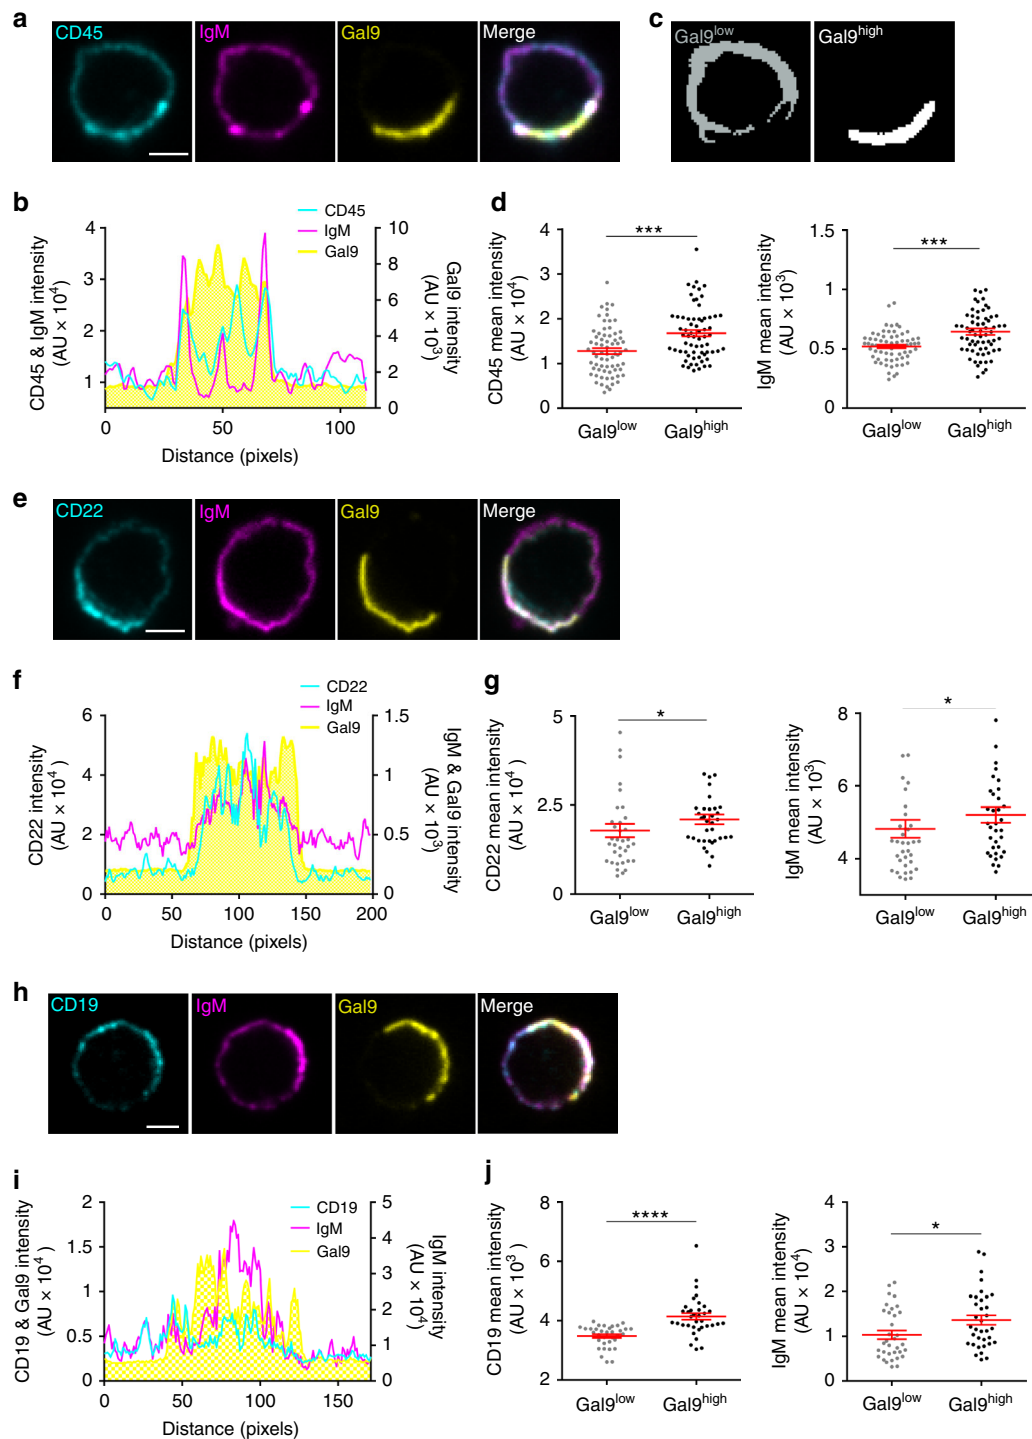 a
CD45
IgM
Gal9
Merge
c
Gal9low
Gal9high
b
CD45
IgM
Gal9
CD45 & IgM intensity
(AU × 10⁴)
4
3
2
1
10
8
6
4
2
0
Gal9 intensity
(AU × 10³)
0 50 100
Distance (pixels)
d
CD45 mean intensity
(AU × 10⁴)
4
3
2
1
0
***
Gal9low Gal9high
IgM mean intensity
(AU × 10³)
1.5
1
0.5
0
***
Gal9low Gal9high
e
CD22
IgM
Gal9
Merge
f
CD22
IgM
Gal9
CD22 intensity
(AU × 10⁴)
6
4
2
0
1.5
1
0.5
0
IgM & Gal9 intensity
(AU × 10³)
0 50 100 150 200
Distance (pixels)
g
CD22 mean intensity
(AU × 10⁴)
5
2.5
0
*
Gal9low Gal9high
IgM mean intensity
(AU × 10³)
8
6
4
*
Gal9low Gal9high
h
CD19
IgM
Gal9
Merge
i
CD19
IgM
Gal9
CD19 & Gal9 intensity
(AU × 10⁴)
2
1.5
1
0.5
0
5
4
3
2
1
0
IgM intensity
(AU × 10⁴)
0 50 100 150
Distance (pixels)
j
CD19 mean intensity
(AU × 10³)
8
6
4
2
****
Gal9low Gal9high
IgM mean intensity
(AU × 10⁴)
4
3
2
1
0
*
Gal9low Gal9high